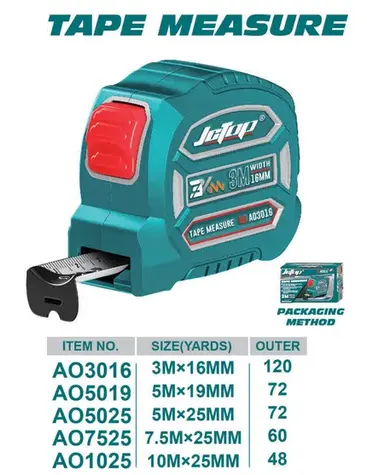 TAPE MEASURE
JcTop®
WIDTH
3M 16MM
TAPE MEASURE AO3016
JcTop
PACKAGING
METHOD
ITEM NO. SIZE(YARDS) OUTER
AO3016 3M×16MM 120
AO5019 5M×19MM 72
AO5025 5M×25MM 72
AO7525 7.5M×25MM 60
AO1025 10M×25MM 48